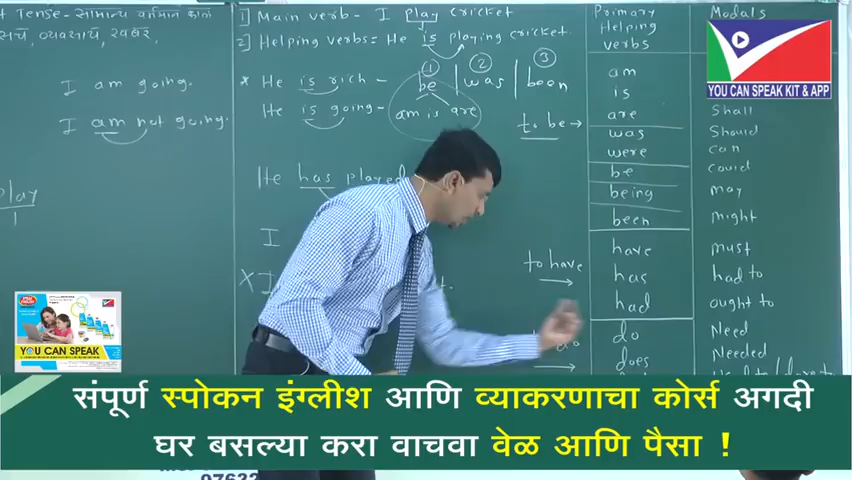 Tense - सामान्य वर्तमान काळ
सत्य, व्यवसाय, खबर.
I am going.
I am not going.
Play
1] Main verb - I play cricket
2] Helping verbs = He is playing cricket.
* He is rich -
He is going -
① ② ③
be | was | been
am is are
to be →
He has played
I
X I
to have
→
do
→
Primary Helping verbs
am
is
are
was
were
be
being
been
have
has
had
do
does
Modals
Shall
Should
can
could
may
might
must
had to
ought to
Need
Needed
YOU CAN SPEAK KIT & APP
YOU CAN SPEAK
संपूर्ण स्पोकन इंग्लीश आणि व्याकरणाचा कोर्स अगदी
घर बसल्या करा वाचवा वेळ आणि पैसा !